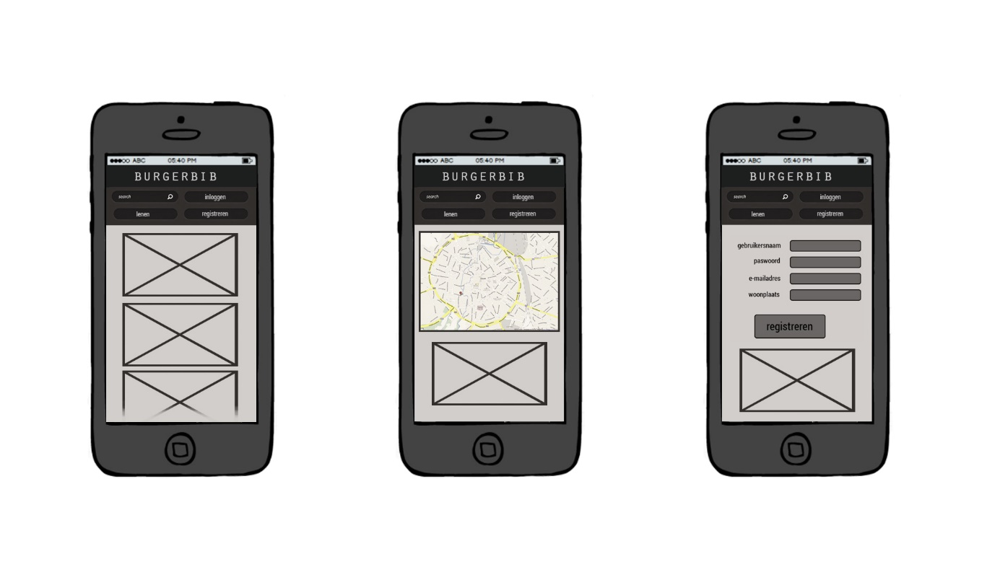 ABC 05:40 PM
BURGERBIB
search inloggen
lenen registreren
ABC 05:40 PM
BURGERBIB
search inloggen
lenen registreren
ABC 05:40 PM
BURGERBIB
search inloggen
lenen registreren
gebruikersnaam
paswoord
e-mailadres
woonplaats
registreren